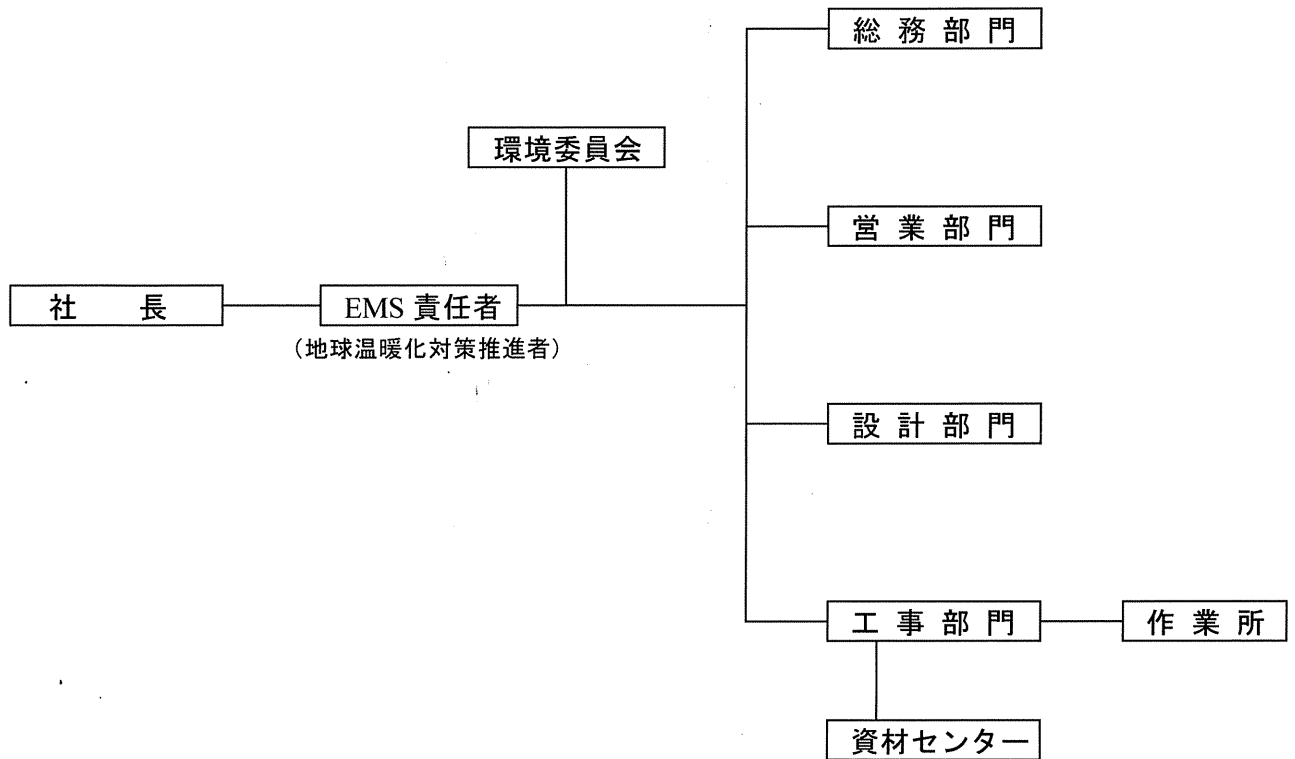 総務部門
環境委員会
営業部門
社長
EMS 責任者
（地球温暖化対策推進者）
設計部門
工事部門
作業所
資材センター